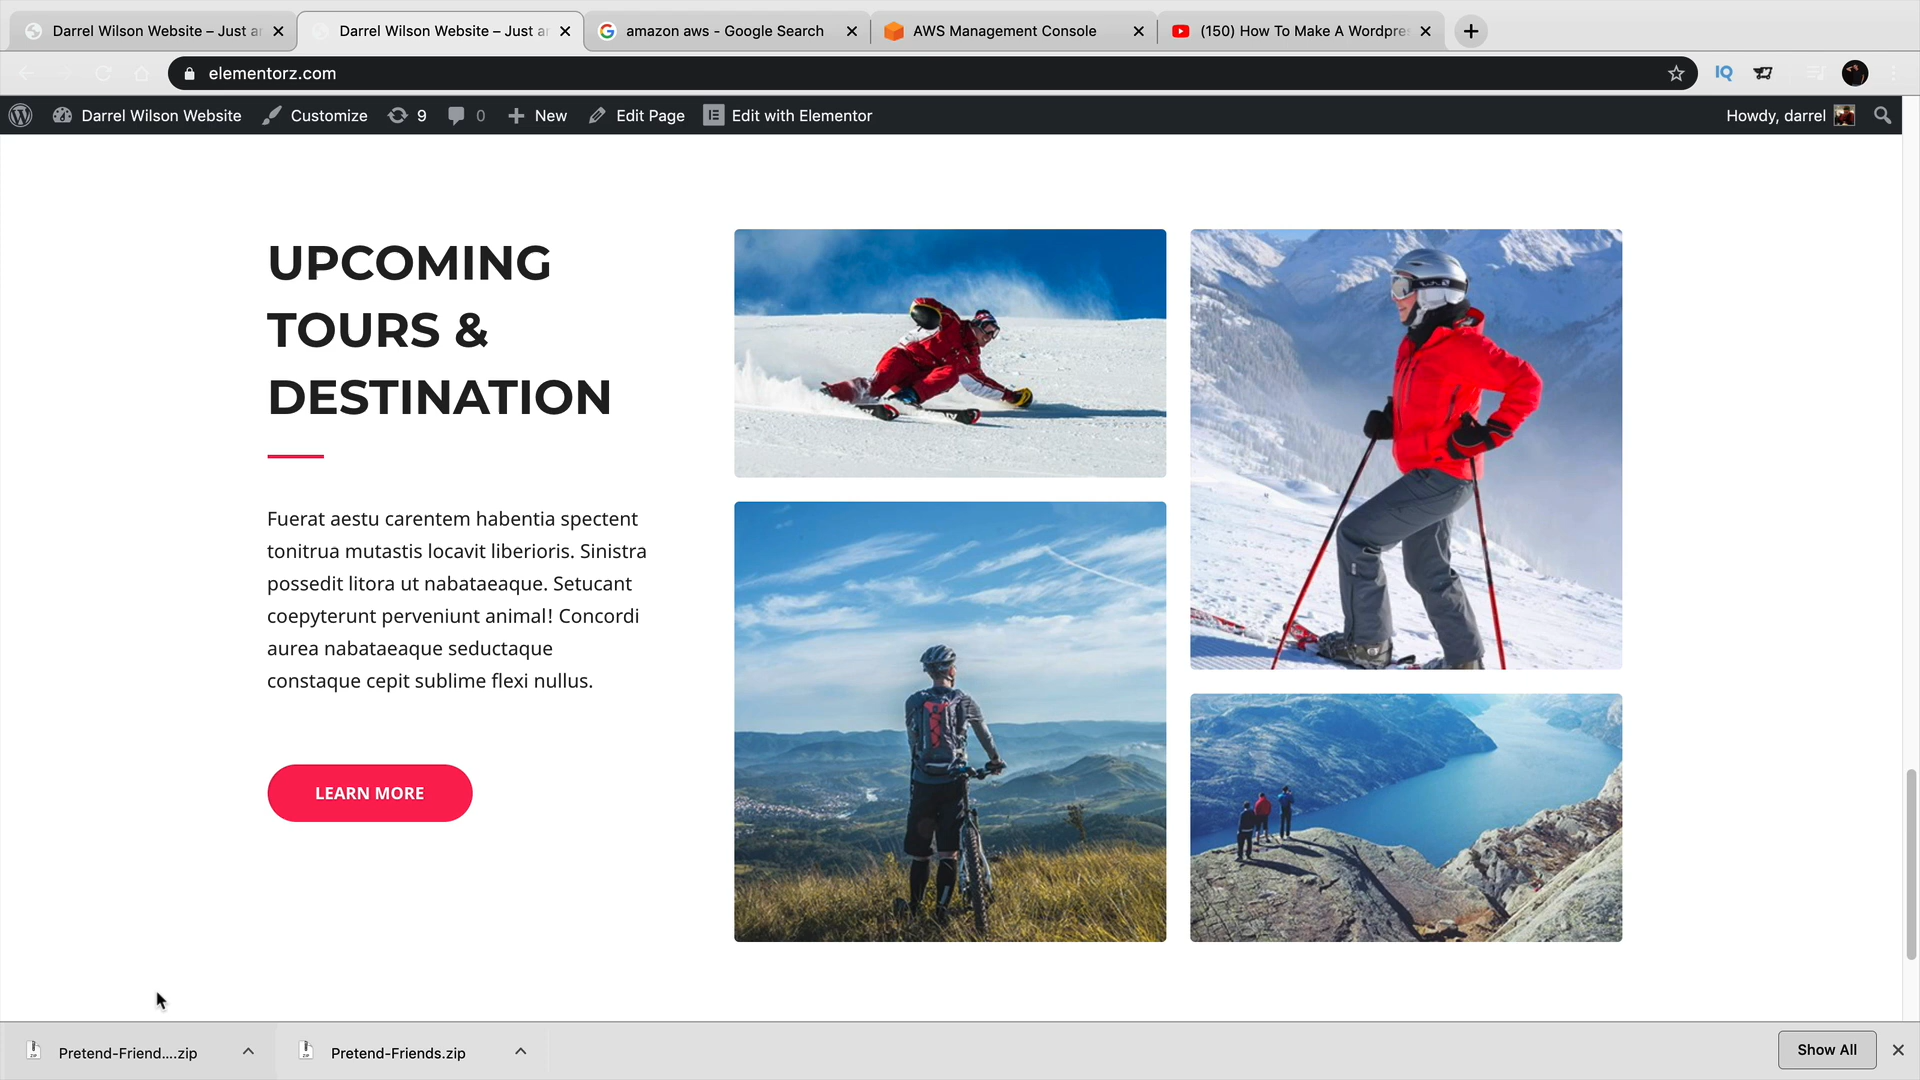 Darrel Wilson Website – Just a
Darrel Wilson Website – Just a
amazon aws - Google Search
AWS Management Console
(150) How To Make A Wordpre
elementorz.com
IQ
Darrel Wilson Website
Customize
9
0
New
Edit Page
Edit with Elementor
Howdy, darrel
UPCOMING
TOURS &
DESTINATION
Fuerat aestu carentem habentia spectent
tonitrua mutastis locavit liberioris. Sinistra
possedit litora ut nabataeaque. Setucant
coepyterunt perveniunt animal! Concordi
aurea nabataeaque seductaque
constaque cepit sublime flexi nullus.
LEARN MORE
Pretend-Friend....zip
Pretend-Friends.zip
Show All